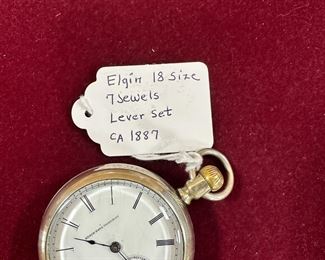 Elgin 18 Size
7 Jewels
Lever Set
CA 1887